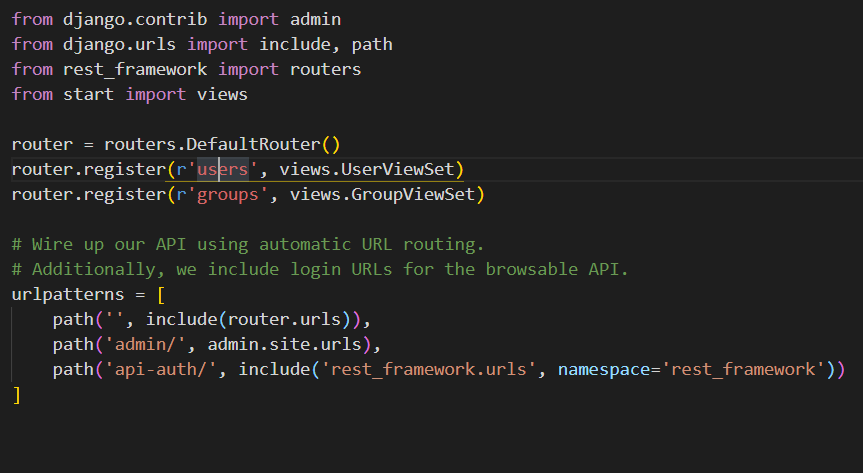 from django.contrib import admin
from django.urls import include, path
from rest_framework import routers
from start import views
router = routers.DefaultRouter()
router.register(r'users', views.UserViewSet)
router.register(r'groups', views.GroupViewSet)
# Wire up our API using automatic URL routing.
# Additionally, we include login URLs for the browsable API.
urlpatterns = [
    path('', include(router.urls)),
    path('admin/', admin.site.urls),
    path('api-auth/', include('rest_framework.urls', namespace='rest_framework'))
]